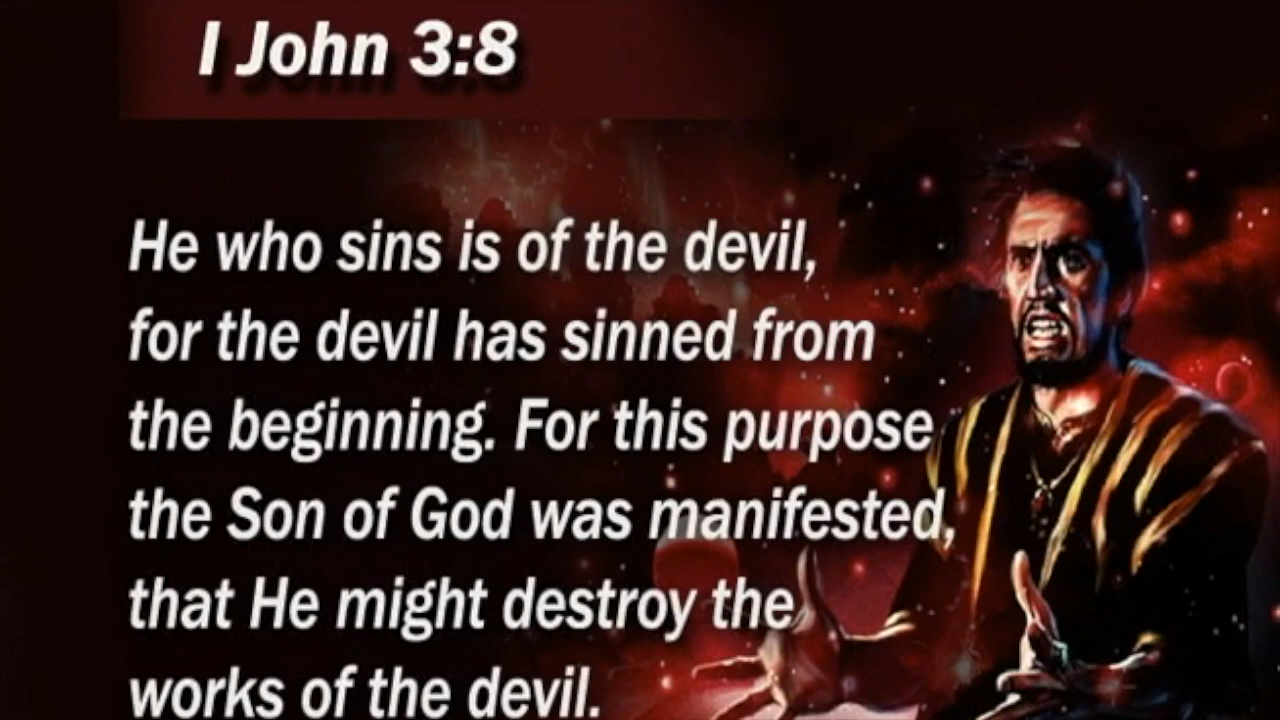 I John 3:8
He who sins is of the devil,
for the devil has sinned from
the beginning. For this purpose
the Son of God was manifested,
that He might destroy the
works of the devil.